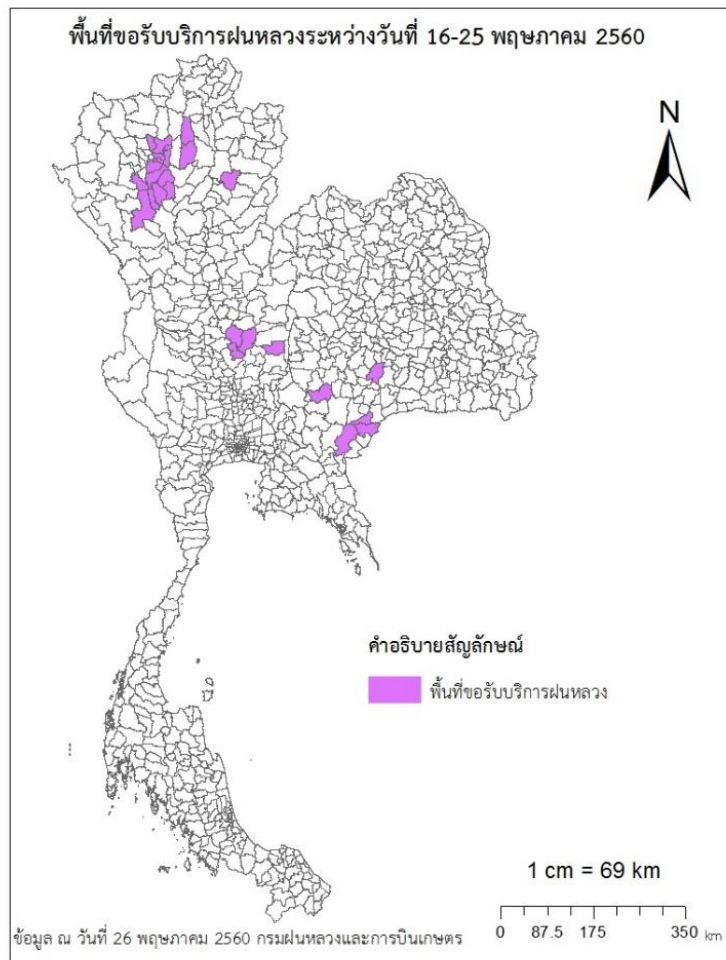 พื้นที่ขอรับบริการฝนหลวงระหว่างวันที่ 16-25 พฤษภาคม 2560
N
คำอธิบายสัญลักษณ์
พื้นที่ขอรับบริการฝนหลวง
1 cm = 69 km
0 87.5 175 350 km
ข้อมูล ณ วันที่ 26 พฤษภาคม 2560 กรมฝนหลวงและการบินเกษตร